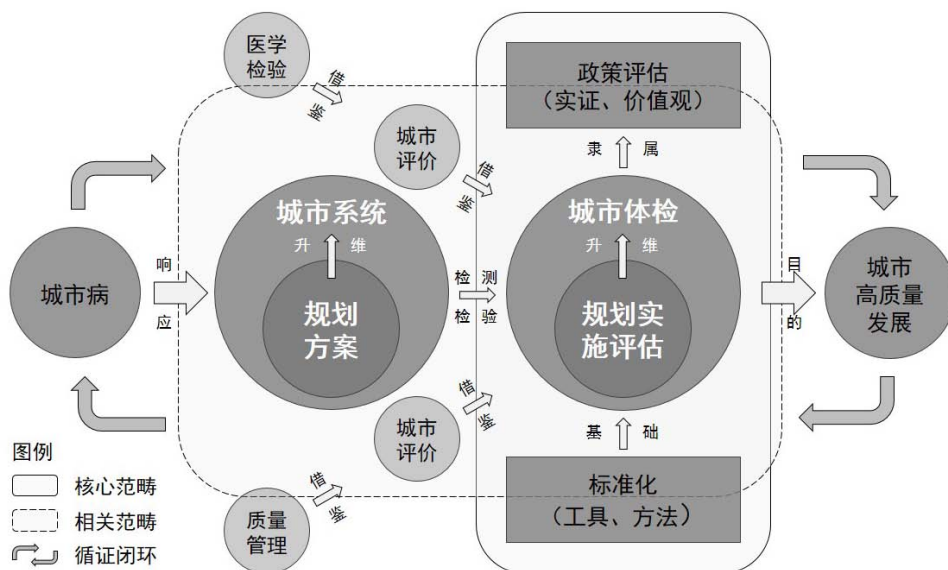 医学
检验
借
鉴
政策评估
（实证、价值观）
城市
评价
借
鉴
隶 属
城市系统
升 维
规划
方案
城市体检
升 维
规划实
施评估
城市病
响
应
检 测
检 验
目
的
城市
高质量
发展
城市
评价
借
鉴
基 础
质量
管理
借
鉴
标准化
（工具、方法）
图例
核心范畴
相关范畴
循证闭环